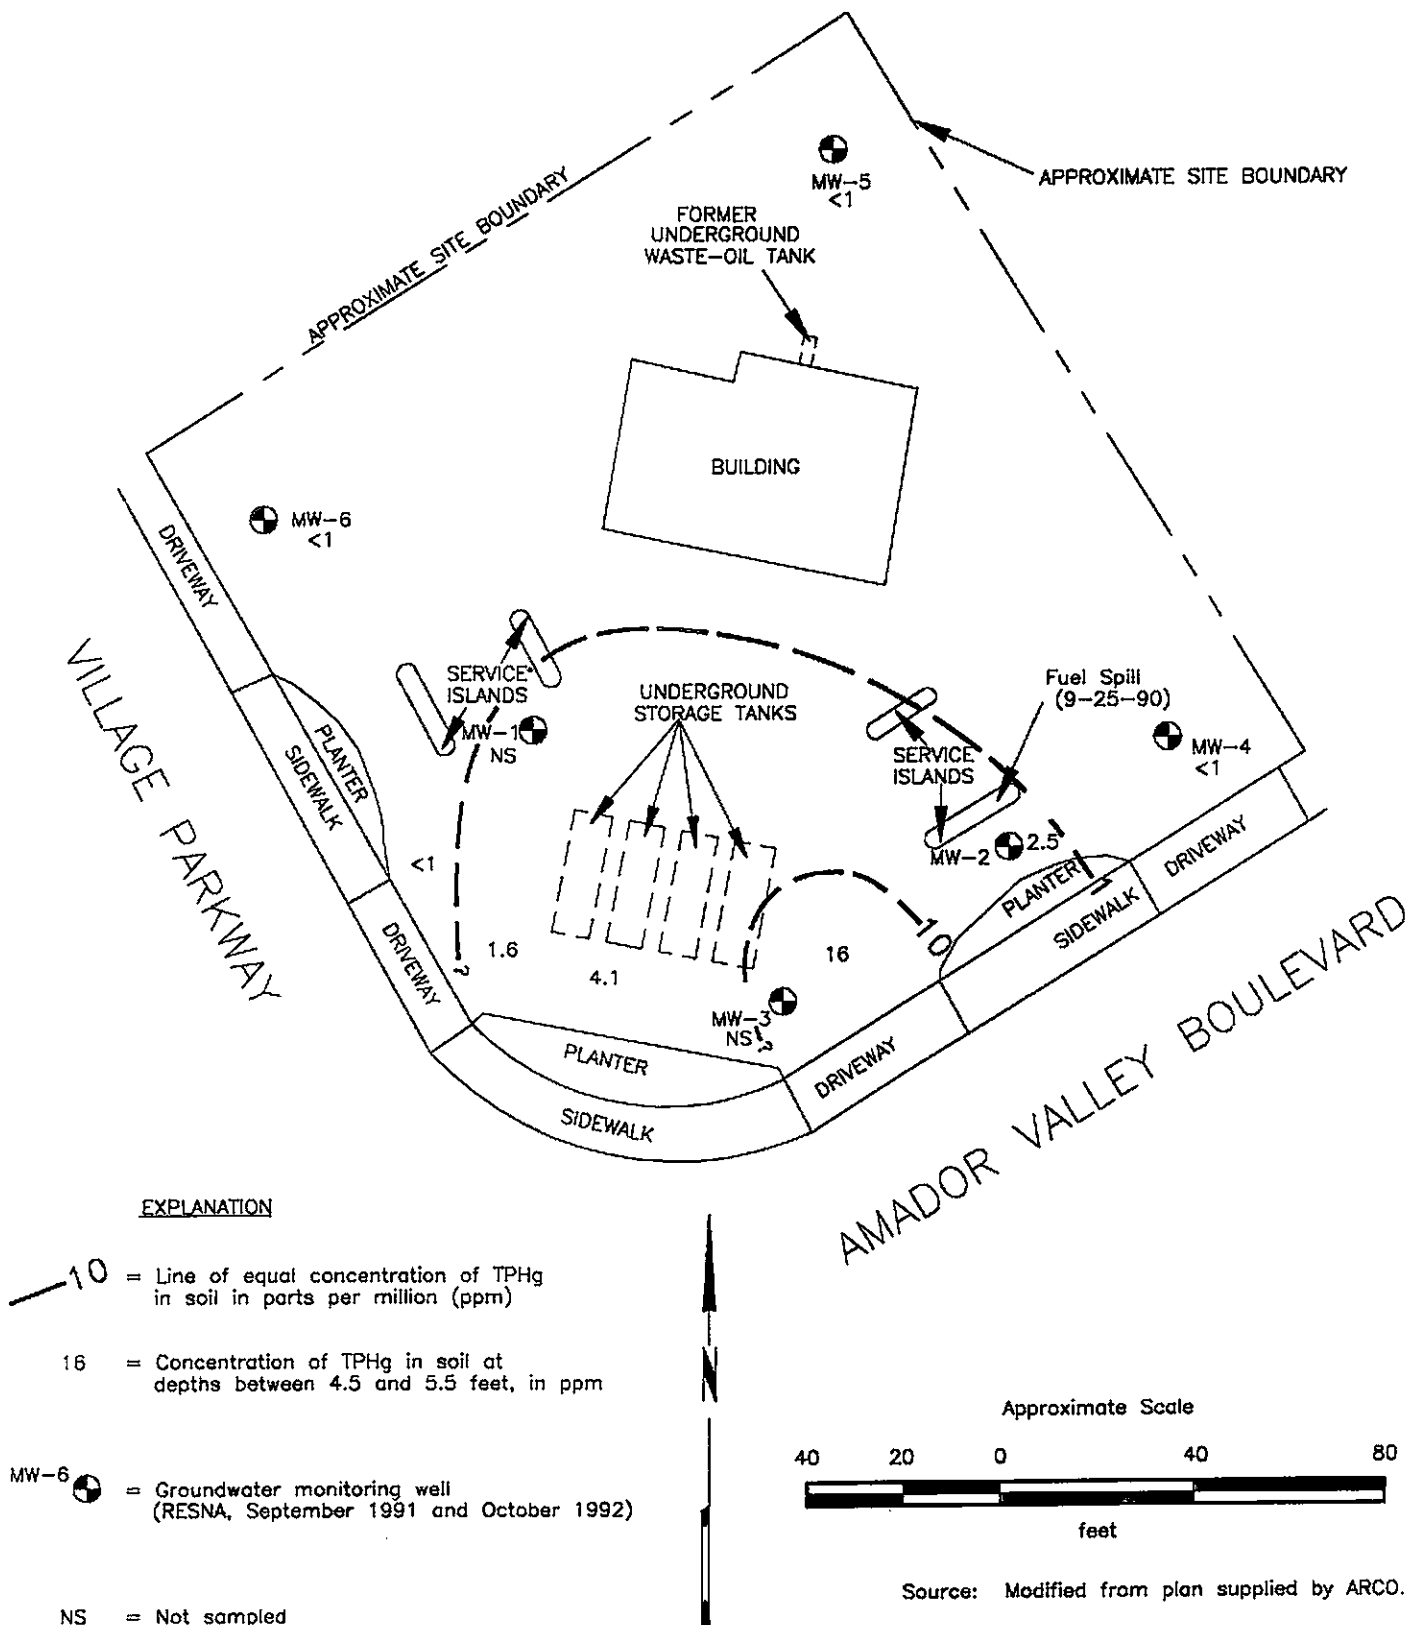 APPROXIMATE SITE BOUNDARY
MW-5
<1
APPROXIMATE SITE BOUNDARY
FORMER
UNDERGROUND
WASTE-OIL TANK
BUILDING
MW-6
<1
DRIVEWAY
VILLAGE PARKWAY
SERVICE
ISLANDS
UNDERGROUND
STORAGE TANKS
Fuel Spill
(9-25-90)
MW-1
NS
SERVICE
ISLANDS
MW-4
<1
PLANTER
SIDEWALK
<1
MW-2
2.5
1
PLANTER
SIDEWALK
DRIVEWAY
DRIVEWAY
1.6
4.1
16
10
?
MW-3
NS
?
PLANTER
SIDEWALK
DRIVEWAY
AMADOR VALLEY BOULEVARD
EXPLANATION
10 = Line of equal concentration of TPHg
in soil in parts per million (ppm)
16 = Concentration of TPHg in soil at
depths between 4.5 and 5.5 feet, in ppm
MW-6 = Groundwater monitoring well
(RESNA, September 1991 and October 1992)
NS = Not sampled
N
Approximate Scale
40 20 0 40 80
feet
Source: Modified from plan supplied by ARCO.